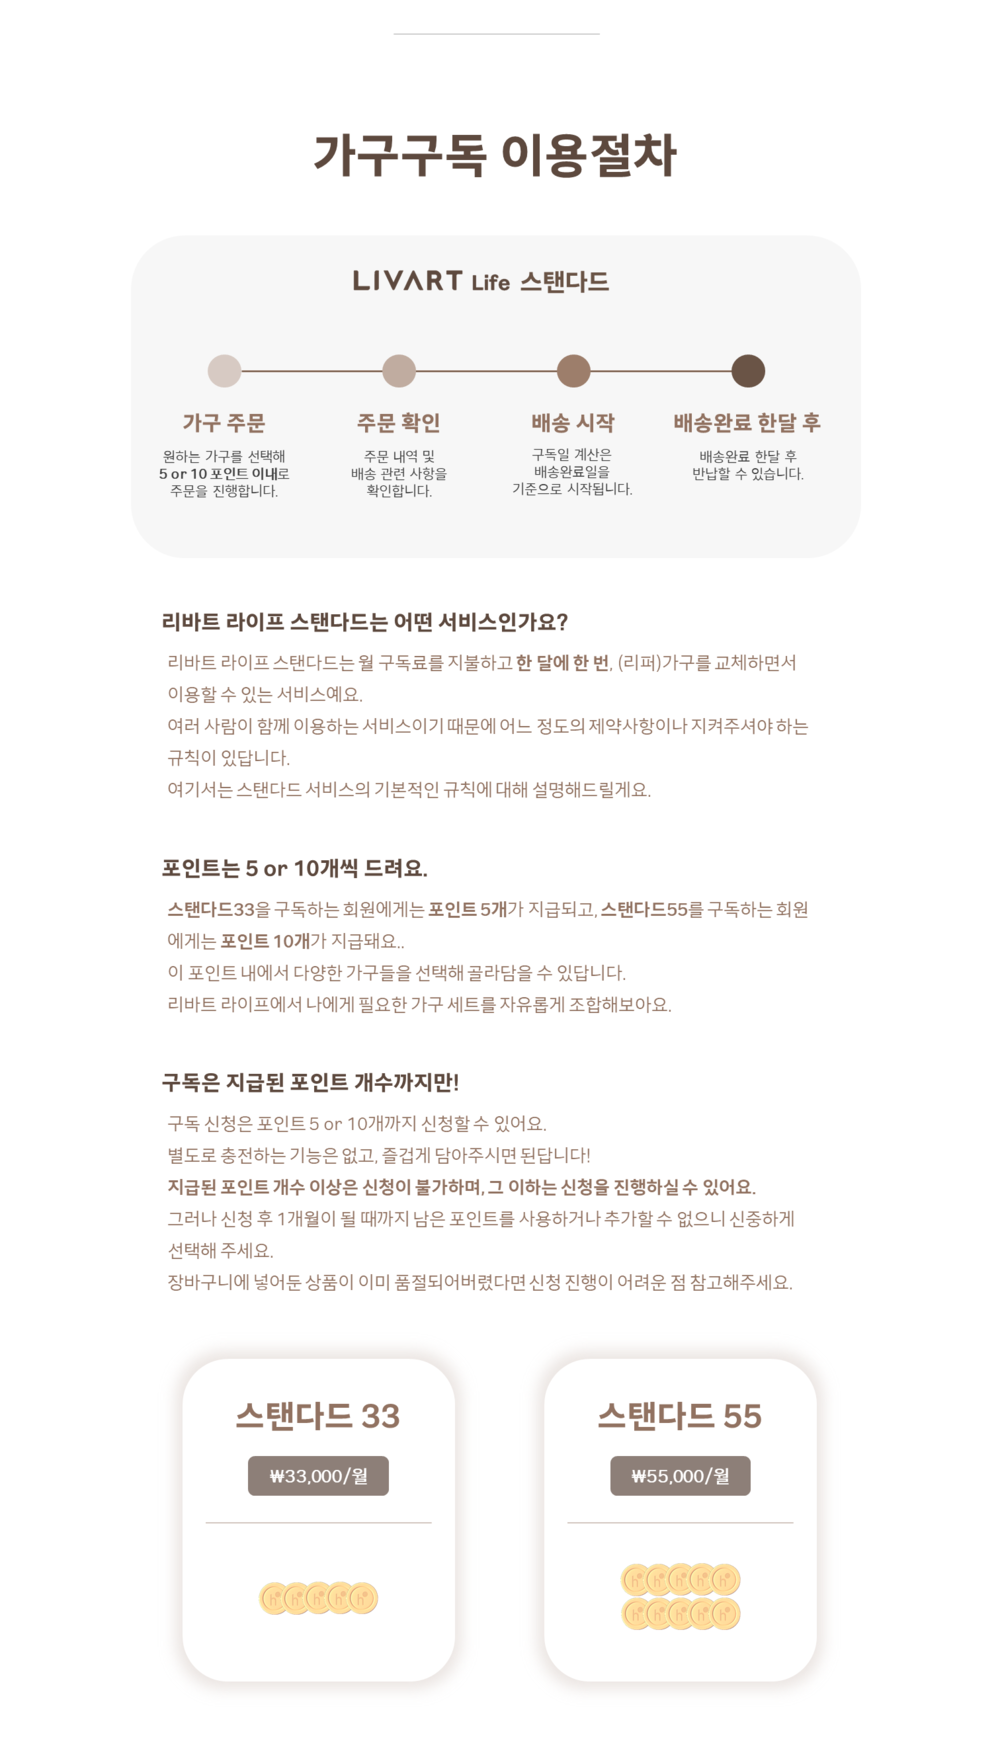 가구구독 이용절차
LIVART Life 스탠다드
가구 주문
원하는 가구를 선택해
5 or 10 포인트 이내로
주문을 진행합니다.
주문 확인
주문 내역 및
배송 관련 사항을
확인합니다.
배송 시작
구독일 계산은
배송완료일을
기준으로 시작됩니다.
배송완료 한달 후
배송완료 한달 후
반납할 수 있습니다.
리바트 라이프 스탠다드는 어떤 서비스인가요?
리바트 라이프 스탠다드는 월 구독료를 지불하고 한 달에 한 번, (리퍼)가구를 교체하면서
이용할 수 있는 서비스예요.
여러 사람이 함께 이용하는 서비스이기 때문에 어느 정도의 제약사항이나 지켜주셔야 하는
규칙이 있답니다.
여기서는 스탠다드 서비스의 기본적인 규칙에 대해 설명해드릴게요.
포인트는 5 or 10개씩 드려요.
스탠다드33을 구독하는 회원에게는 포인트 5개가 지급되고, 스탠다드55를 구독하는 회원
에게는 포인트 10개가 지급돼요..
이 포인트 내에서 다양한 가구들을 선택해 골라담을 수 있답니다.
리바트 라이프에서 나에게 필요한 가구 세트를 자유롭게 조합해보아요.
구독은 지급된 포인트 개수까지만!
구독 신청은 포인트 5 or 10개까지 신청할 수 있어요.
별도로 충전하는 기능은 없고, 즐겁게 담아주시면 된답니다!
지급된 포인트 개수 이상은 신청이 불가하며, 그 이하는 신청을 진행하실 수 있어요.
그러나 신청 후 1개월이 될 때까지 남은 포인트를 사용하거나 추가할 수 없으니 신중하게
선택해 주세요.
장바구니에 넣어둔 상품이 이미 품절되어버렸다면 신청 진행이 어려운 점 참고해주세요.
스탠다드 33
₩33,000/월
h h h h h
스탠다드 55
₩55,000/월
h h h h h
h h h h h